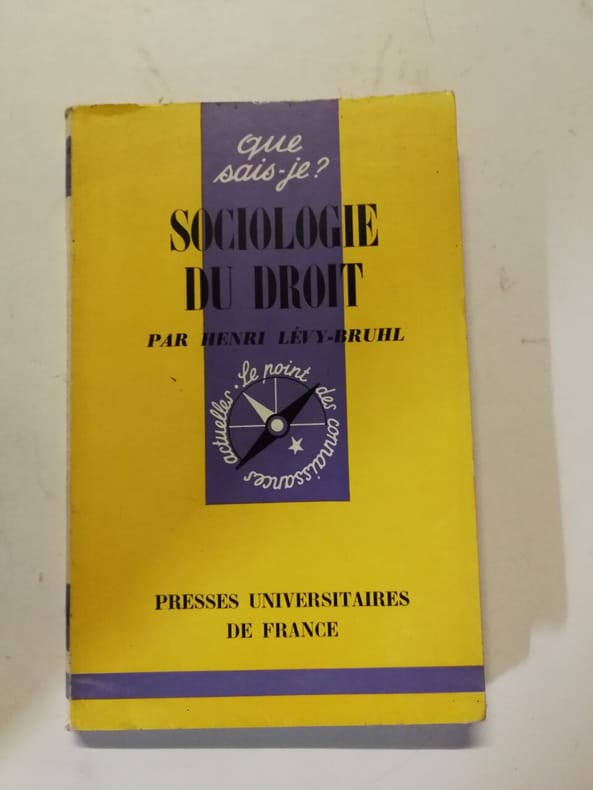 que
sais-je?
SOCIOLOGIE
DU DROIT
PAR HENRI LÉVY-BRUHL
Le point des connaissances actuelles.
PRESSES UNIVERSITAIRES
DE FRANCE